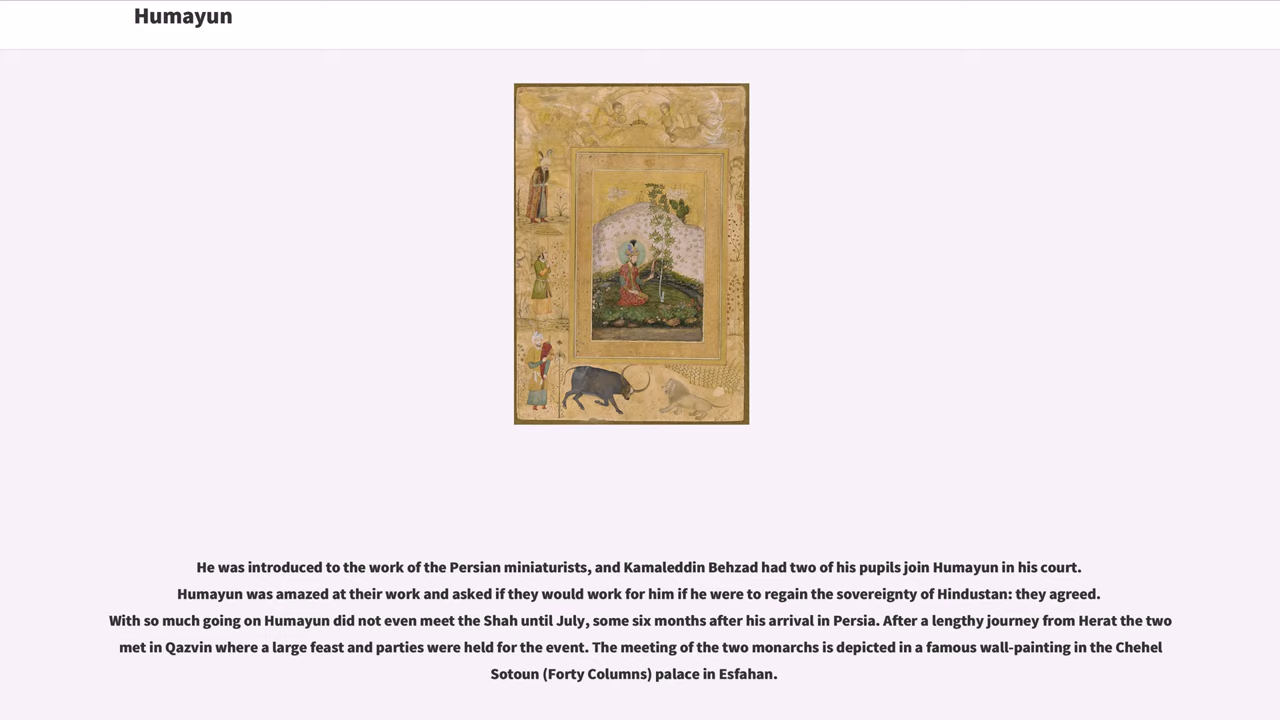 Humayun
He was introduced to the work of the Persian miniaturists, and Kamaleddin Behzad had two of his pupils join Humayun in his court.
Humayun was amazed at their work and asked if they would work for him if he were to regain the sovereignty of Hindustan: they agreed.
With so much going on Humayun did not even meet the Shah until July, some six months after his arrival in Persia. After a lengthy journey from Herat the two
met in Qazvin where a large feast and parties were held for the event. The meeting of the two monarchs is depicted in a famous wall-painting in the Chehel
Sotoun (Forty Columns) palace in Esfahan.